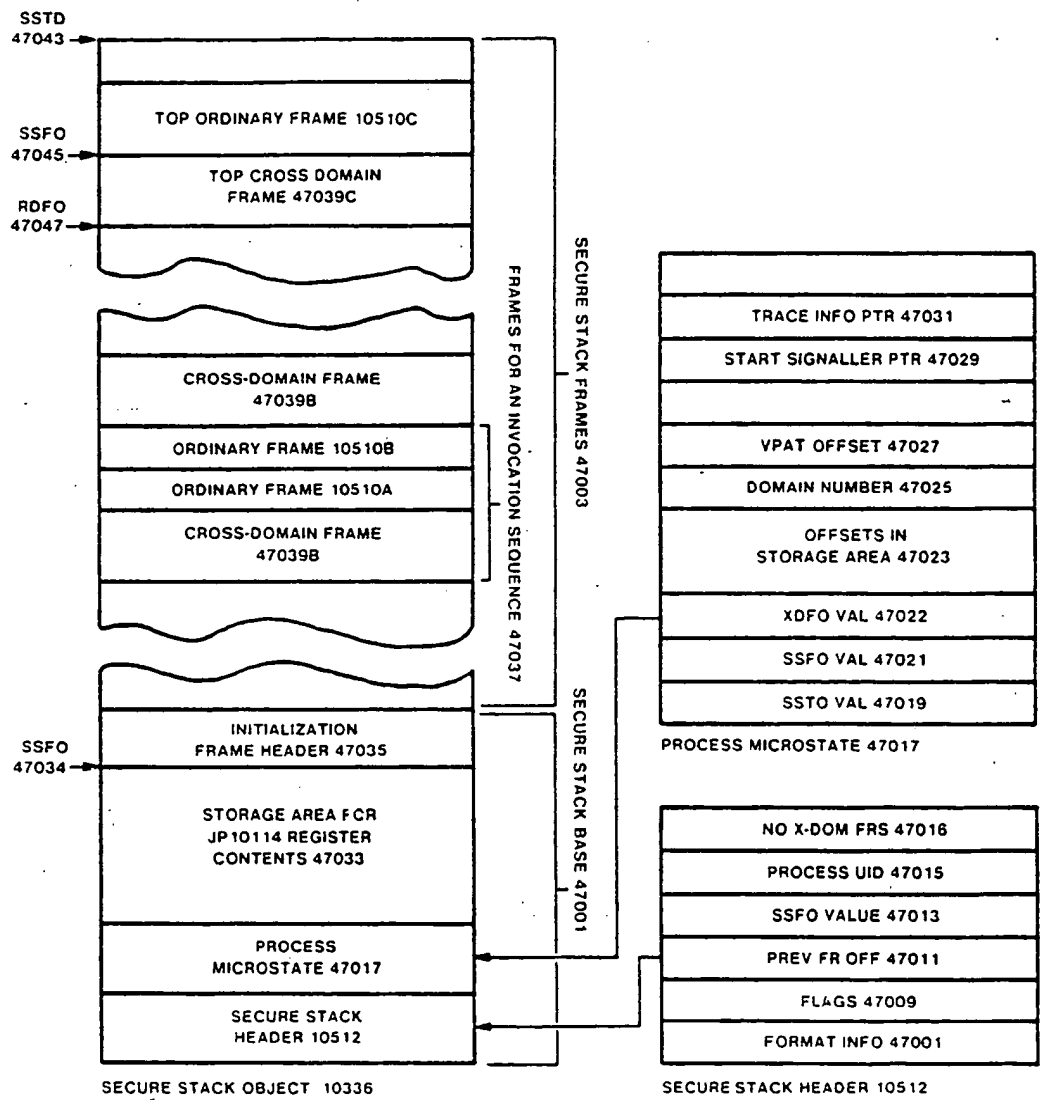 SSTD
47043
TOP ORDINARY FRAME 10510C
SSFO
47045
TOP CROSS DOMAIN
FRAME 47039C
RDFO
47047
CROSS-DOMAIN FRAME
47039B
ORDINARY FRAME 10510B
ORDINARY FRAME 10510A
CROSS-DOMAIN FRAME
47039B
INITIALIZATION
FRAME HEADER 47035
SSFO
47034
STORAGE AREA FCR
JP10114 REGISTER
CONTENTS 47033
PROCESS
MICROSTATE 47017
SECURE STACK
HEADER 10512
SECURE STACK OBJECT 10336
FRAMES FOR AN INVOCATION SEQUENCE 47037
SECURE STACK FRAMES 47003
SECURE STACK BASE 47001
TRACE INFO PTR 47031
START SIGNALLER PTR 47029
VPAT OFFSET 47027
DOMAIN NUMBER 47025
OFFSETS IN
STORAGE AREA 47023
XDFO VAL 47022
SSFO VAL 47021
SSTO VAL 47019
PROCESS MICROSTATE 47017
NO X-DOM FRS 47016
PROCESS UID 47015
SSFO VALUE 47013
PREV FR OFF 47011
FLAGS 47009
FORMAT INFO 47001
SECURE STACK HEADER 10512